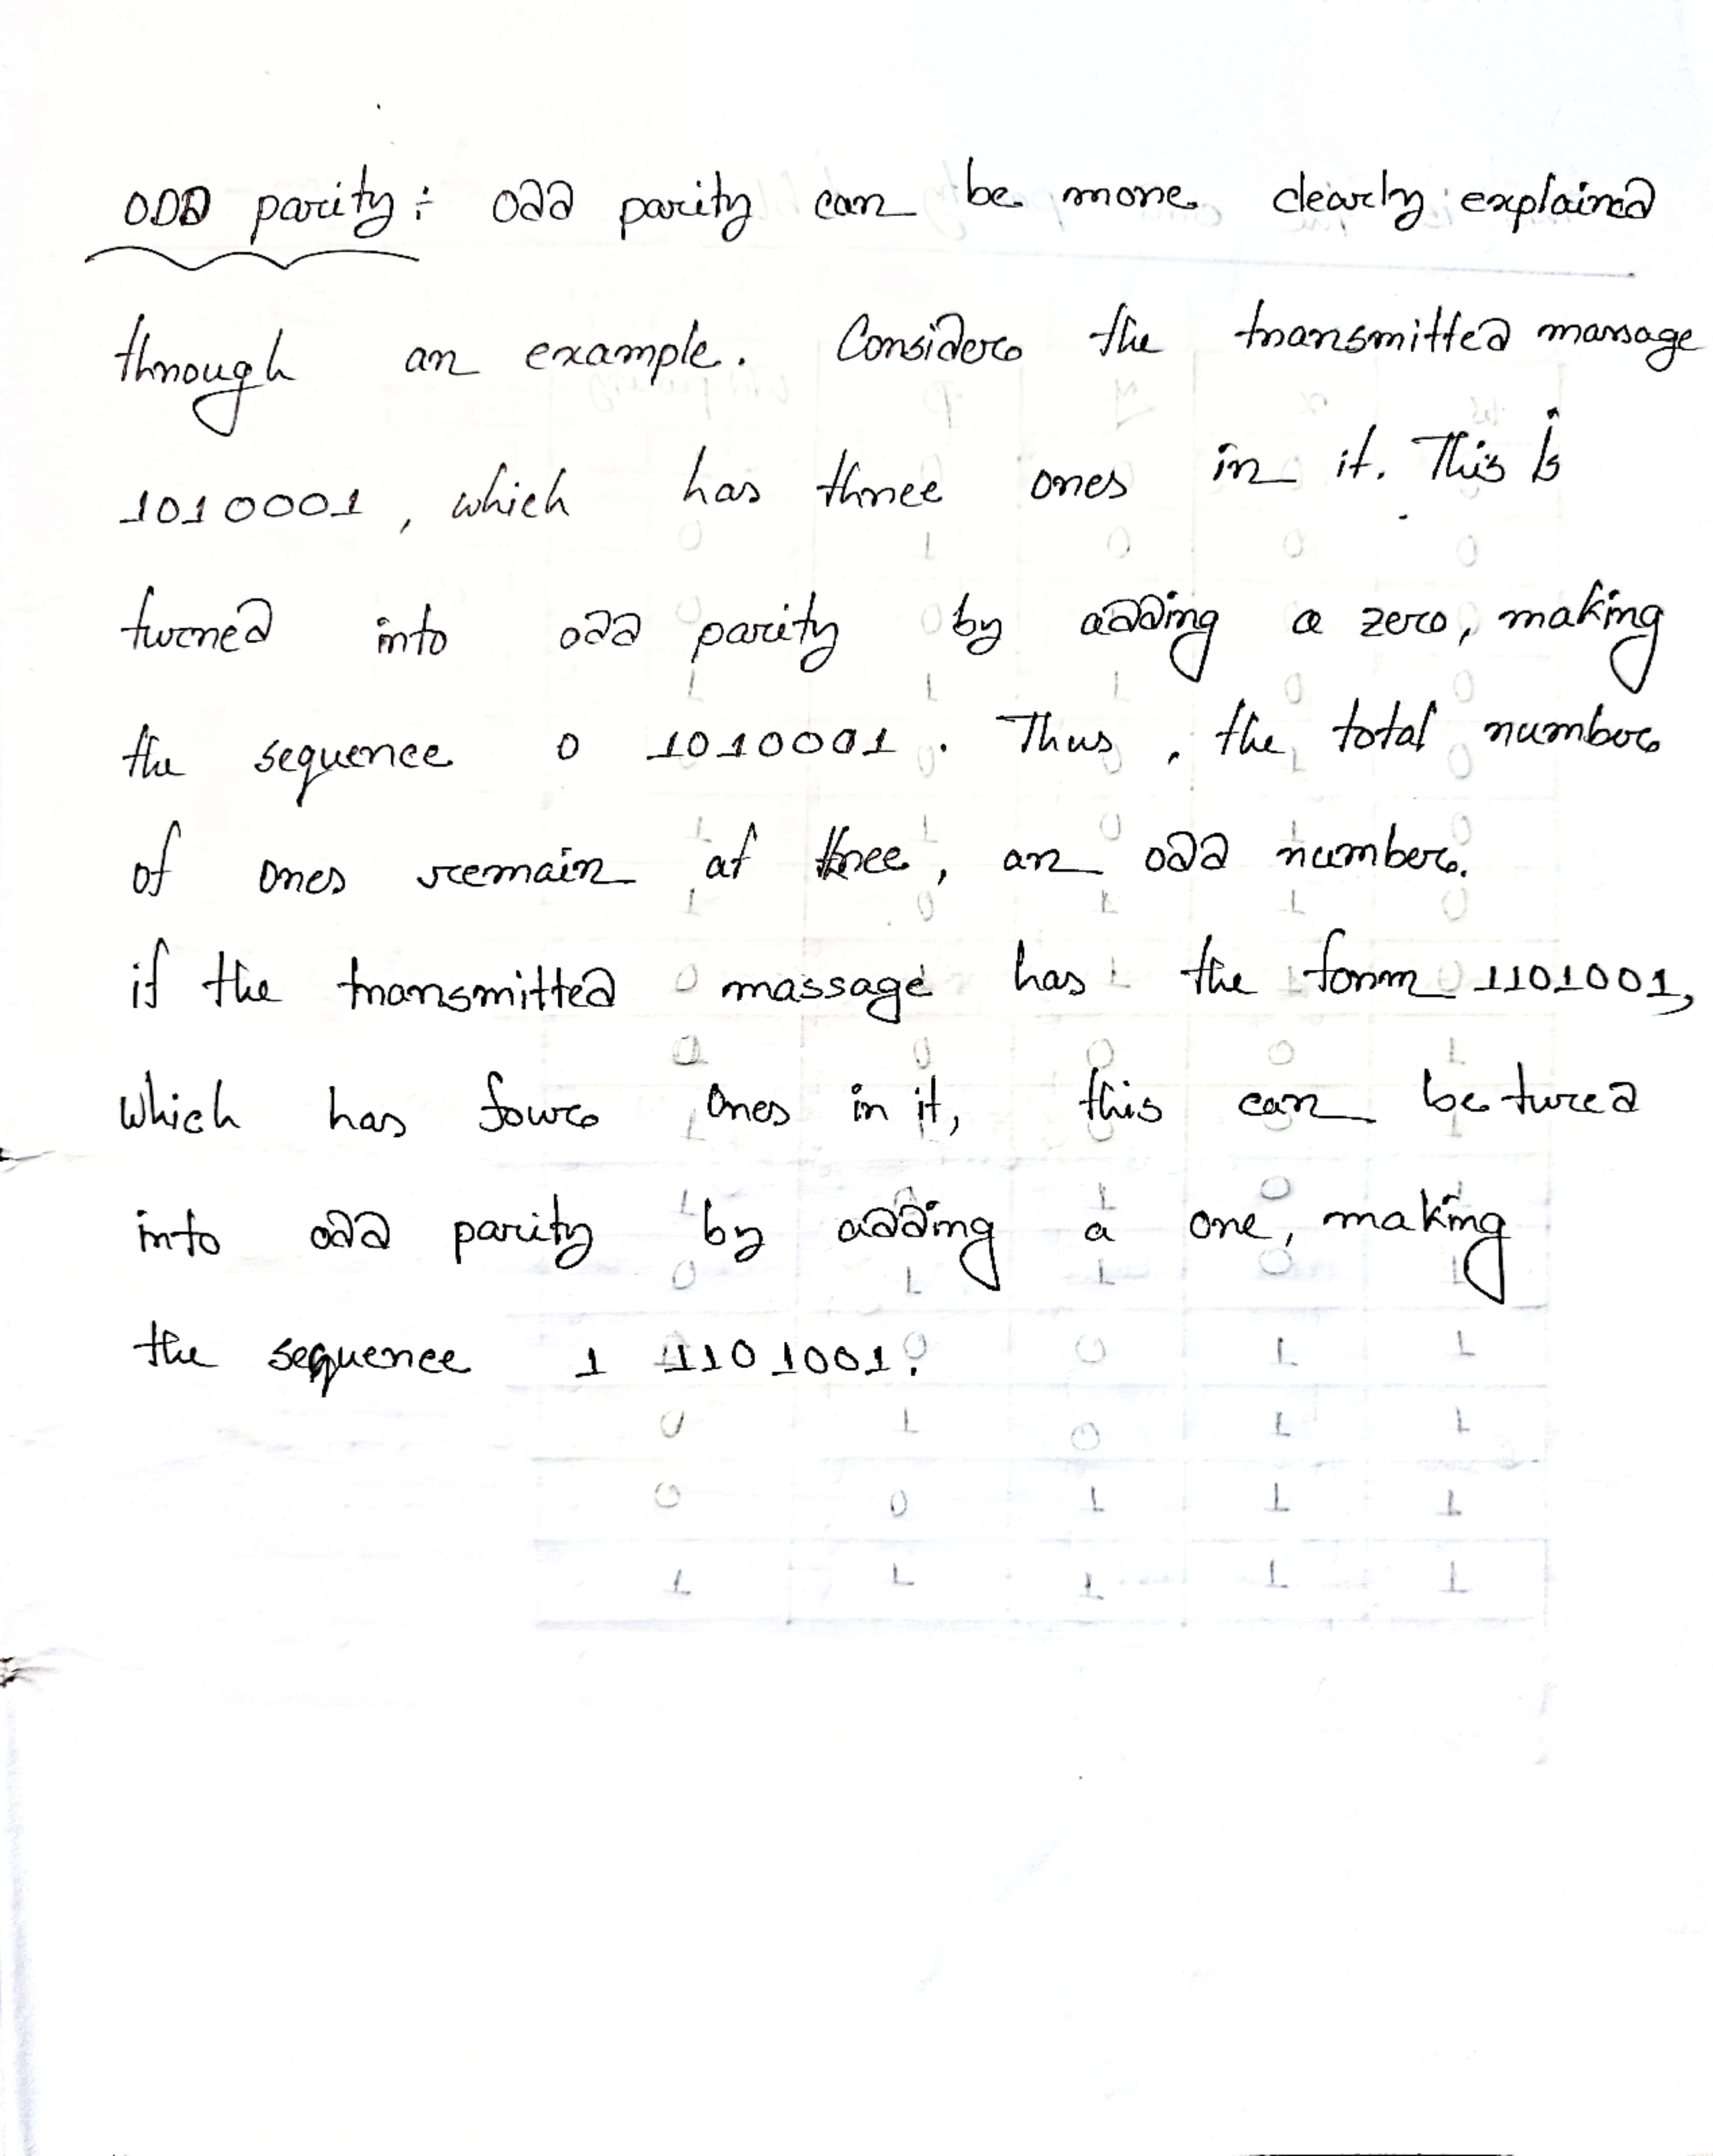 ODD parity : odd parity can be more clearly explained
through an example. Consider the transmitted massage
1010001, which has three ones in it. This is
turned into odd parity by adding a zero, making
the sequence 0 1010001. Thus, the total number
of ones remain at three, an odd number.
if the transmitted massage has the form 1101001,
which has four ones in it, this can be tured
into odd parity by adding a one, making
the sequence 1 1101001.